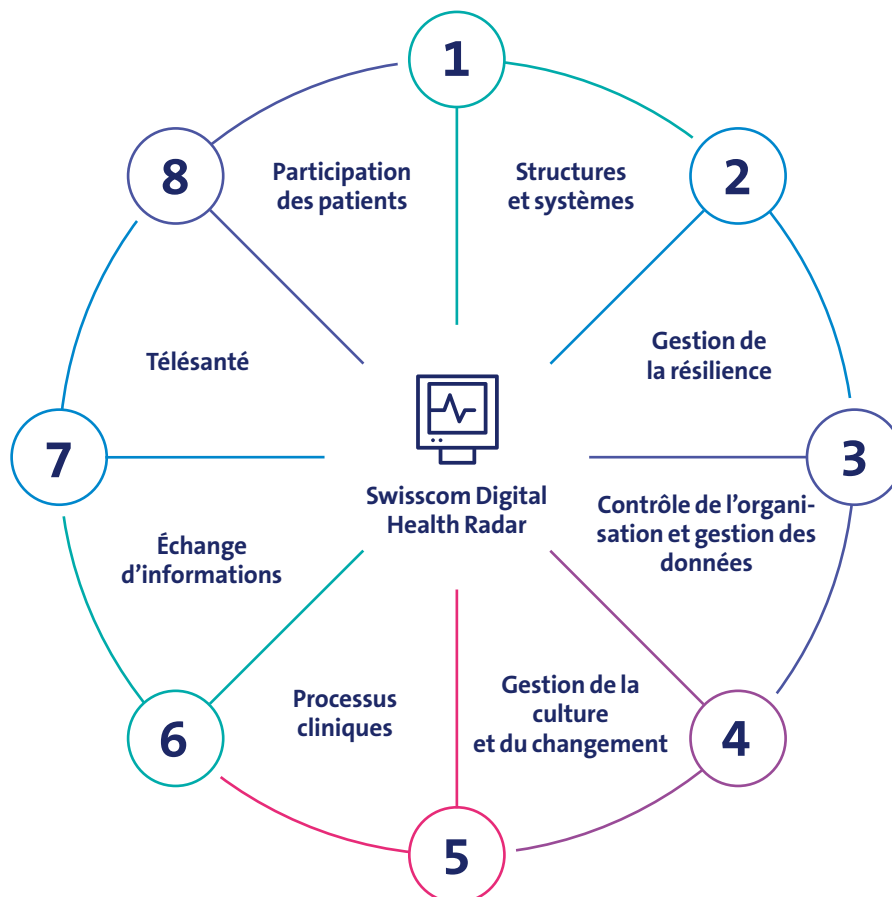 1
Structures
et systèmes
2
Gestion de
la résilience
3
Contrôle de l’organi-
sation et gestion des
données
4
Gestion de la
culture
et du changement
5
Processus
cliniques
6
Échange
d’informations
7
Télésanté
8
Participation
des patients
Swisscom Digital
Health Radar